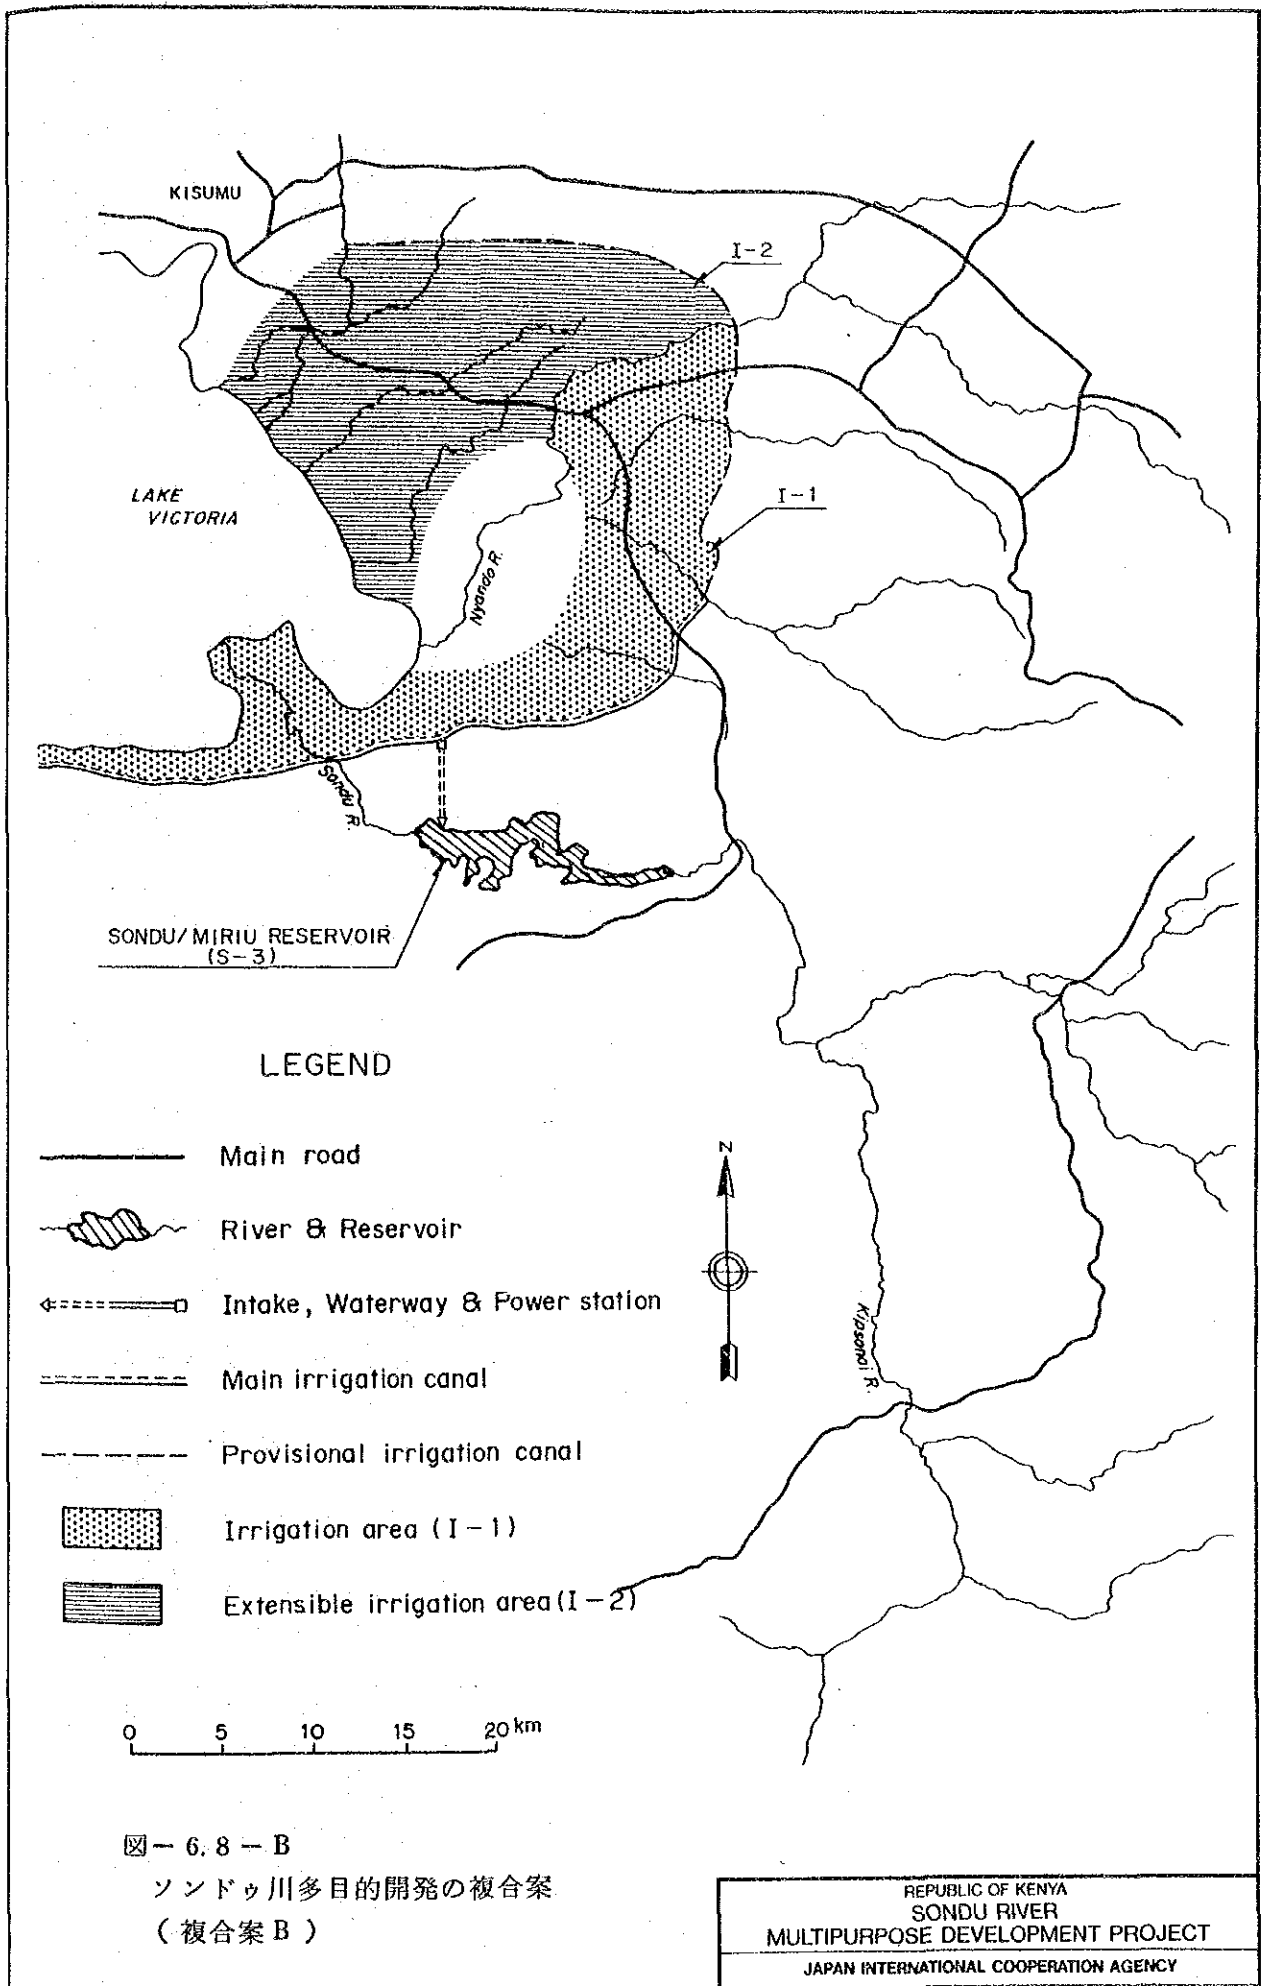 KISUMU
I-2
LAKE
VICTORIA
I-1
Nyando R.
Sondu R.
SONDU/MIRIU RESERVOIR
(S-3)
LEGEND
Main road
River & Reservoir
Intake, Waterway & Power station
Main irrigation canal
Provisional irrigation canal
Irrigation area (I-1)
Extensible irrigation area (I-2)
N
Kipsonoi R.
0 5 10 15 20 km
図-6.8-B
ソンドゥ川多目的開発の複合案
(複合案B)
REPUBLIC OF KENYA
SONDU RIVER
MULTIPURPOSE DEVELOPMENT PROJECT
JAPAN INTERNATIONAL COOPERATION AGENCY